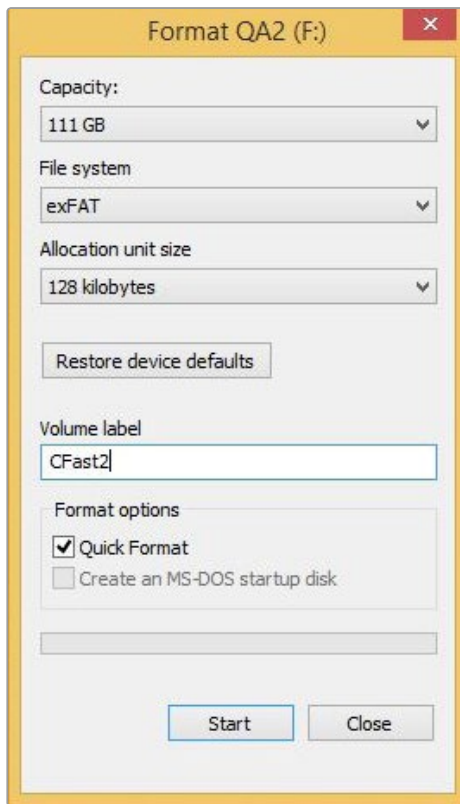 Format QA2 (F:)
Capacity:
111 GB
File system
exFAT
Allocation unit size
128 kilobytes
Restore device defaults
Volume label
CFast2
Format options
Quick Format
Create an MS-DOS startup disk
Start Close